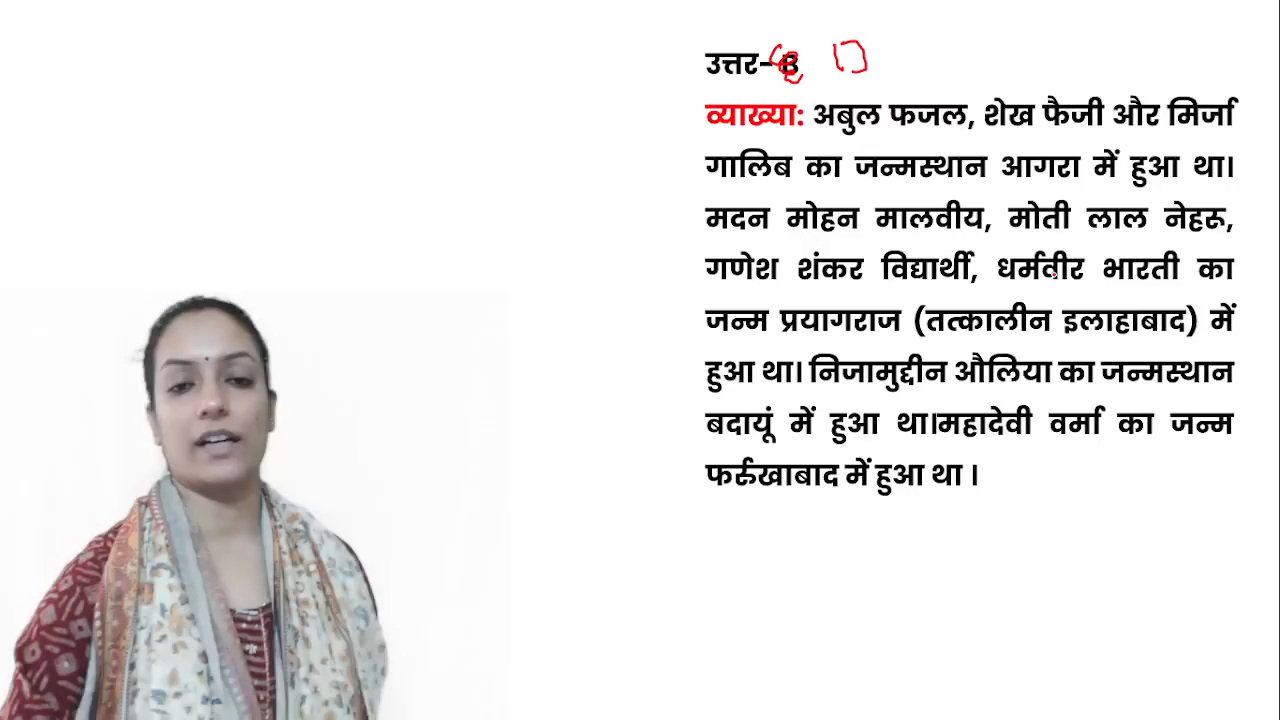 उत्तर-B D
व्याख्या: अबुल फजल, शेख फैजी और मिर्जा
गालिब का जन्मस्थान आगरा में हुआ था।
मदन मोहन मालवीय, मोती लाल नेहरू,
गणेश शंकर विद्यार्थी, धर्मवीर भारती का
जन्म प्रयागराज (तत्कालीन इलाहाबाद) में
हुआ था। निजामुद्दीन औलिया का जन्मस्थान
बदायूं में हुआ था।महादेवी वर्मा का जन्म
फर्रुखाबाद में हुआ था ।